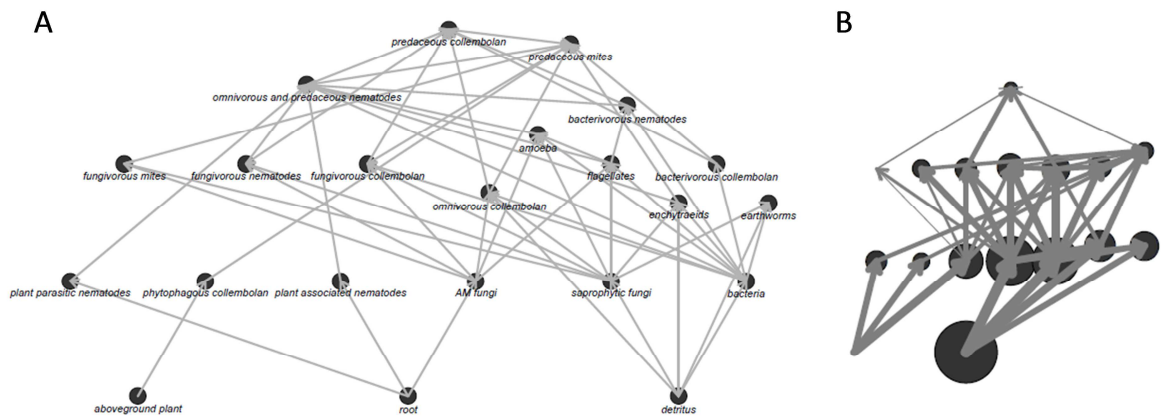 A
B
predaceous collembolan
predaceous mites
omnivorous and predaceous nematodes
bacterivorous nematodes
amoeba
fungivorous mites
fungivorous nematodes
fungivorous collembolan
flagellates
bacterivorous collembolan
omnivorous collembolan
enchytraeids
earthworms
plant parasitic nematodes
phytophagous collembolan
plant associated nematodes
AM fungi
saprophytic fungi
bacteria
aboveground plant
root
detritus